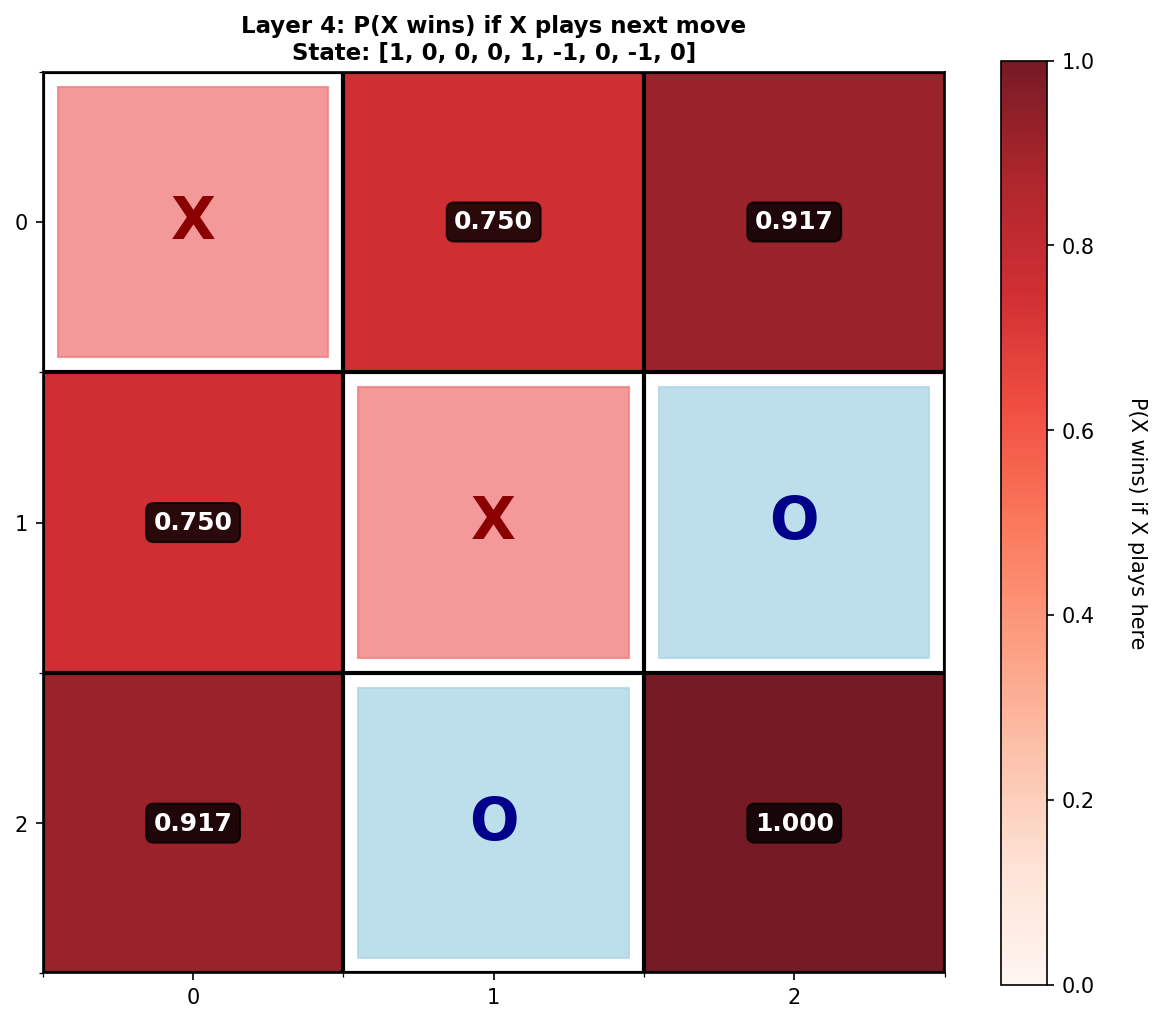 Layer 4: P(X wins) if X plays next move
State: [1, 0, 0, 0, 1, -1, 0, -1, 0]
0
X
0.750
0.917
1
0.750
X
O
2
0.917
O
1.000
0
1
2
1.0
0.8
0.6
0.4
0.2
0.0
P(X wins) if X plays here